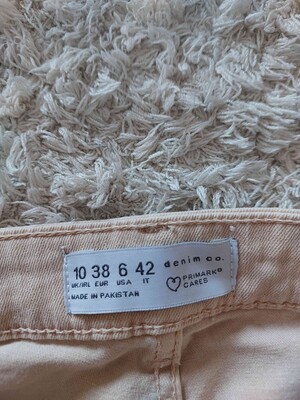 10 38 6 42
UK/IRL EUR USA IT
MADE IN PAKISTAN
denim co.
PRIMARK
CARES